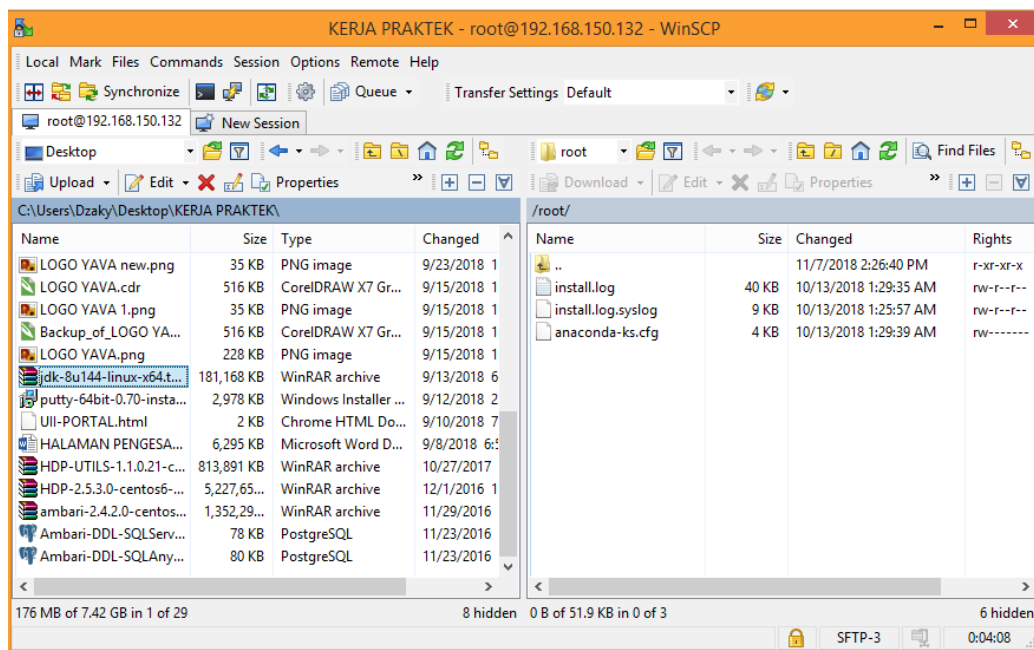 KERJA PRAKTEK - root@192.168.150.132 - WinSCP
Local Mark Files Commands Session Options Remote Help
Synchronize Queue Transfer Settings Default
root@192.168.150.132 New Session
Desktop root Find Files
Upload Edit Properties » Download Edit Properties »
C:\Users\Dzaky\Desktop\KERJA PRAKTEK\ /root/
Name Size Type Changed Name Size Changed Rights
LOGO YAVA new.png 35 KB PNG image 9/23/2018 1 .. 11/7/2018 2:26:40 PM r-xr-xr-x
LOGO YAVA.cdr 516 KB CorelDRAW X7 Gr... 9/15/2018 1 install.log 40 KB 10/13/2018 1:29:35 AM rw-r--r--
LOGO YAVA 1.png 35 KB PNG image 9/15/2018 1 install.log.syslog 9 KB 10/13/2018 1:25:57 AM rw-r--r--
Backup_of_LOGO YA... 516 KB CorelDRAW X7 Gr... 9/15/2018 1 anaconda-ks.cfg 4 KB 10/13/2018 1:29:39 AM rw-------
LOGO YAVA.png 228 KB PNG image 9/15/2018 1
jdk-8u144-linux-x64.t... 181,168 KB WinRAR archive 9/13/2018 6
putty-64bit-0.70-insta... 2,978 KB Windows Installer ... 9/12/2018 2
UII-PORTAL.html 2 KB Chrome HTML Do... 9/10/2018 7
HALAMAN PENGESA... 6,295 KB Microsoft Word D... 9/8/2018 6:5
HDP-UTILS-1.1.0.21-c... 813,891 KB WinRAR archive 10/27/2017
HDP-2.5.3.0-centos6-... 5,227,65... WinRAR archive 12/1/2016 1
ambari-2.4.2.0-centos... 1,352,29... WinRAR archive 11/29/2016
Ambari-DDL-SQLServ... 78 KB PostgreSQL 11/23/2016
Ambari-DDL-SQLAny... 80 KB PostgreSQL 11/23/2016
176 MB of 7.42 GB in 1 of 29 8 hidden 0 B of 51.9 KB in 0 of 3 6 hidden
SFTP-3 0:04:08